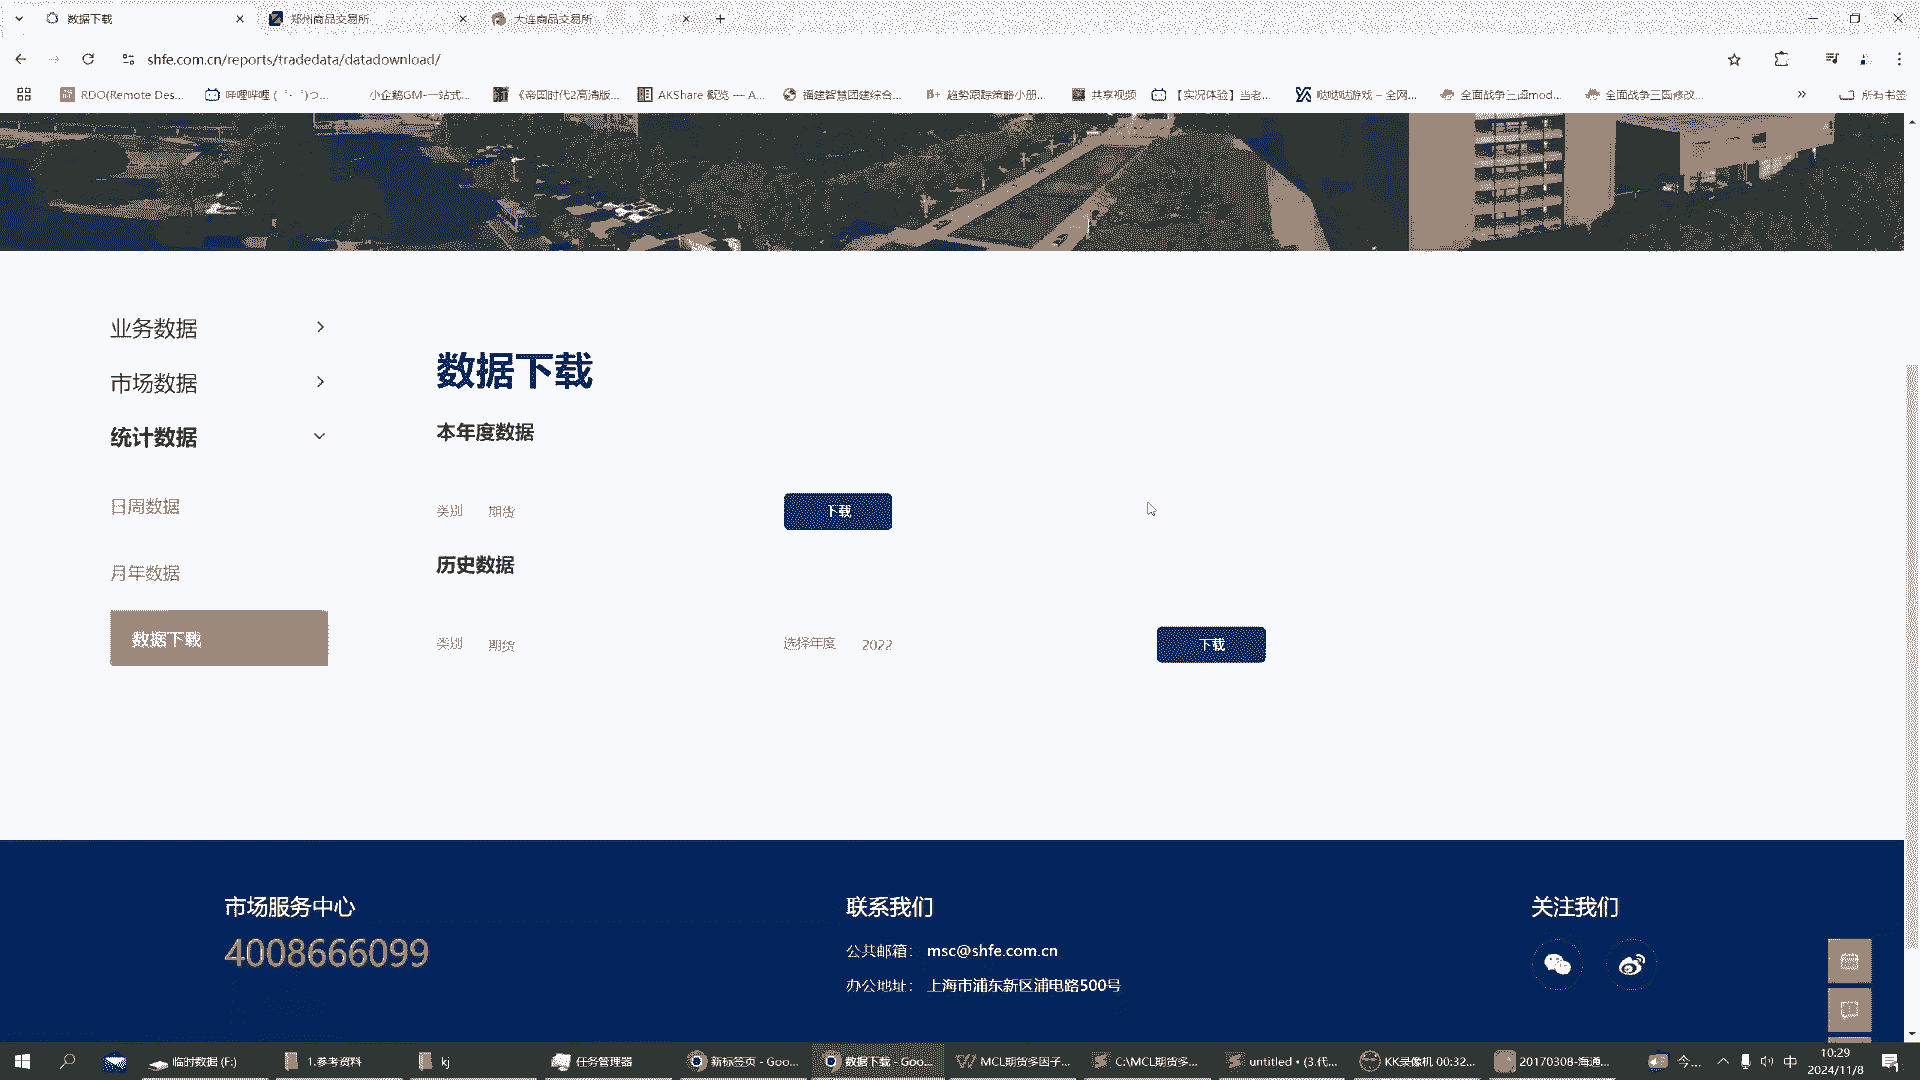 数据下载
郑州商品交易所
大连商品交易所
shfe.com.cn/reports/tradedata/datadownload/
RDO(Remote Des...
哔哩哔哩 (゜-゜)つ...
小企鹅GM-一站式...
《帝国时代2高清版...
AKShare 概览 — A...
福建智慧团建综合...
趋势跟踪策略小册...
共享视频
【实况体验】当老...
哒哒哒游戏 – 全网...
全面战争三国mod...
全面战争三国修改...
所有书签
业务数据
市场数据
统计数据
日周数据
月年数据
数据下载
数据下载
本年度数据
类别 期货 下载
历史数据
类别 期货 选择年度 2022 下载
市场服务中心
4008666099
联系我们
公共邮箱： msc@shfe.com.cn
办公地址： 上海市浦东新区浦电路500号
关注我们
临时数据 (F:)
1.参考资料
kj
任务管理器
新标签页 - Goo...
数据下载 - Goo...
MCL期货多因子...
C:\MCL期货多...
untitled • (3.代...
KK录像机 00:32...
20170308-海通...
今...
中
10:29
2024/11/8